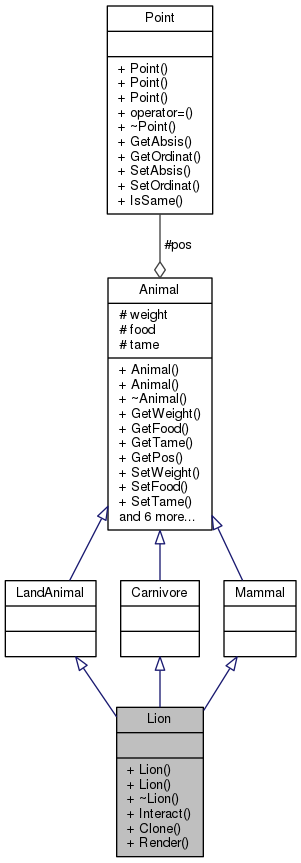 Point
+ Point()
+ Point()
+ Point()
+ operator=()
+ ~Point()
+ GetAbsis()
+ GetOrdinat()
+ SetAbsis()
+ SetOrdinat()
+ IsSame()
#pos
Animal
# weight
# food
# tame
+ Animal()
+ Animal()
+ ~Animal()
+ GetWeight()
+ GetFood()
+ GetTame()
+ GetPos()
+ SetWeight()
+ SetFood()
+ SetTame()
and 6 more...
LandAnimal
Carnivore
Mammal
Lion
+ Lion()
+ Lion()
+ ~Lion()
+ Interact()
+ Clone()
+ Render()